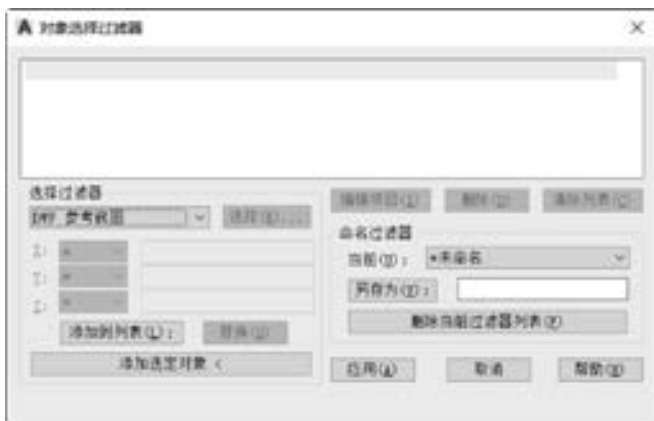 对象选择过滤器
选择过滤器
DWF 参考底图
选择(E)...
X:
Y:
Z:
添加到列表(L):
替换(S)
添加选定对象 <
编辑项目(I)
删除(D)
清除列表(C)
命名过滤器
当前(U):
*未命名
另存为(V):
删除当前过滤器列表(F)
应用(A)
取消
帮助(H)